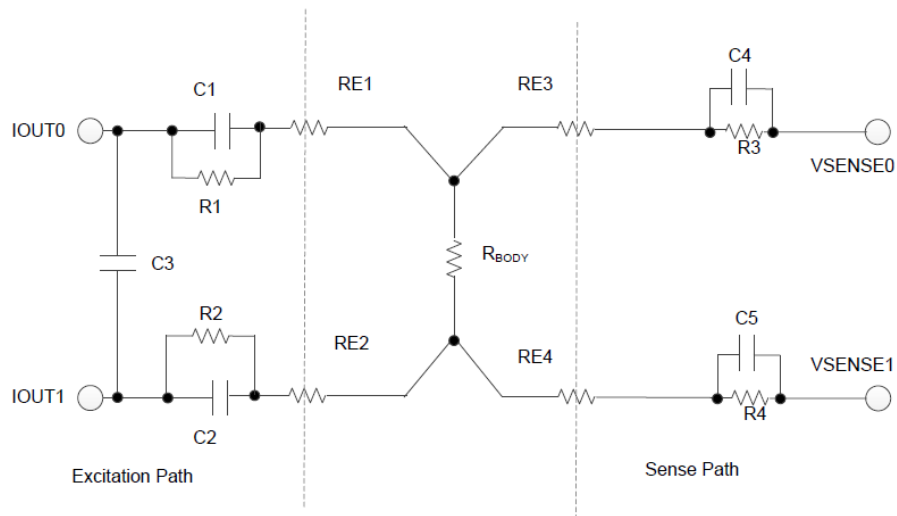 C1
RE1
RE3
C4
IOUT0
R3
VSENSE0
R1
C3
RBODY
R2
RE2
RE4
C5
VSENSE1
IOUT1
R4
C2
Excitation Path
Sense Path